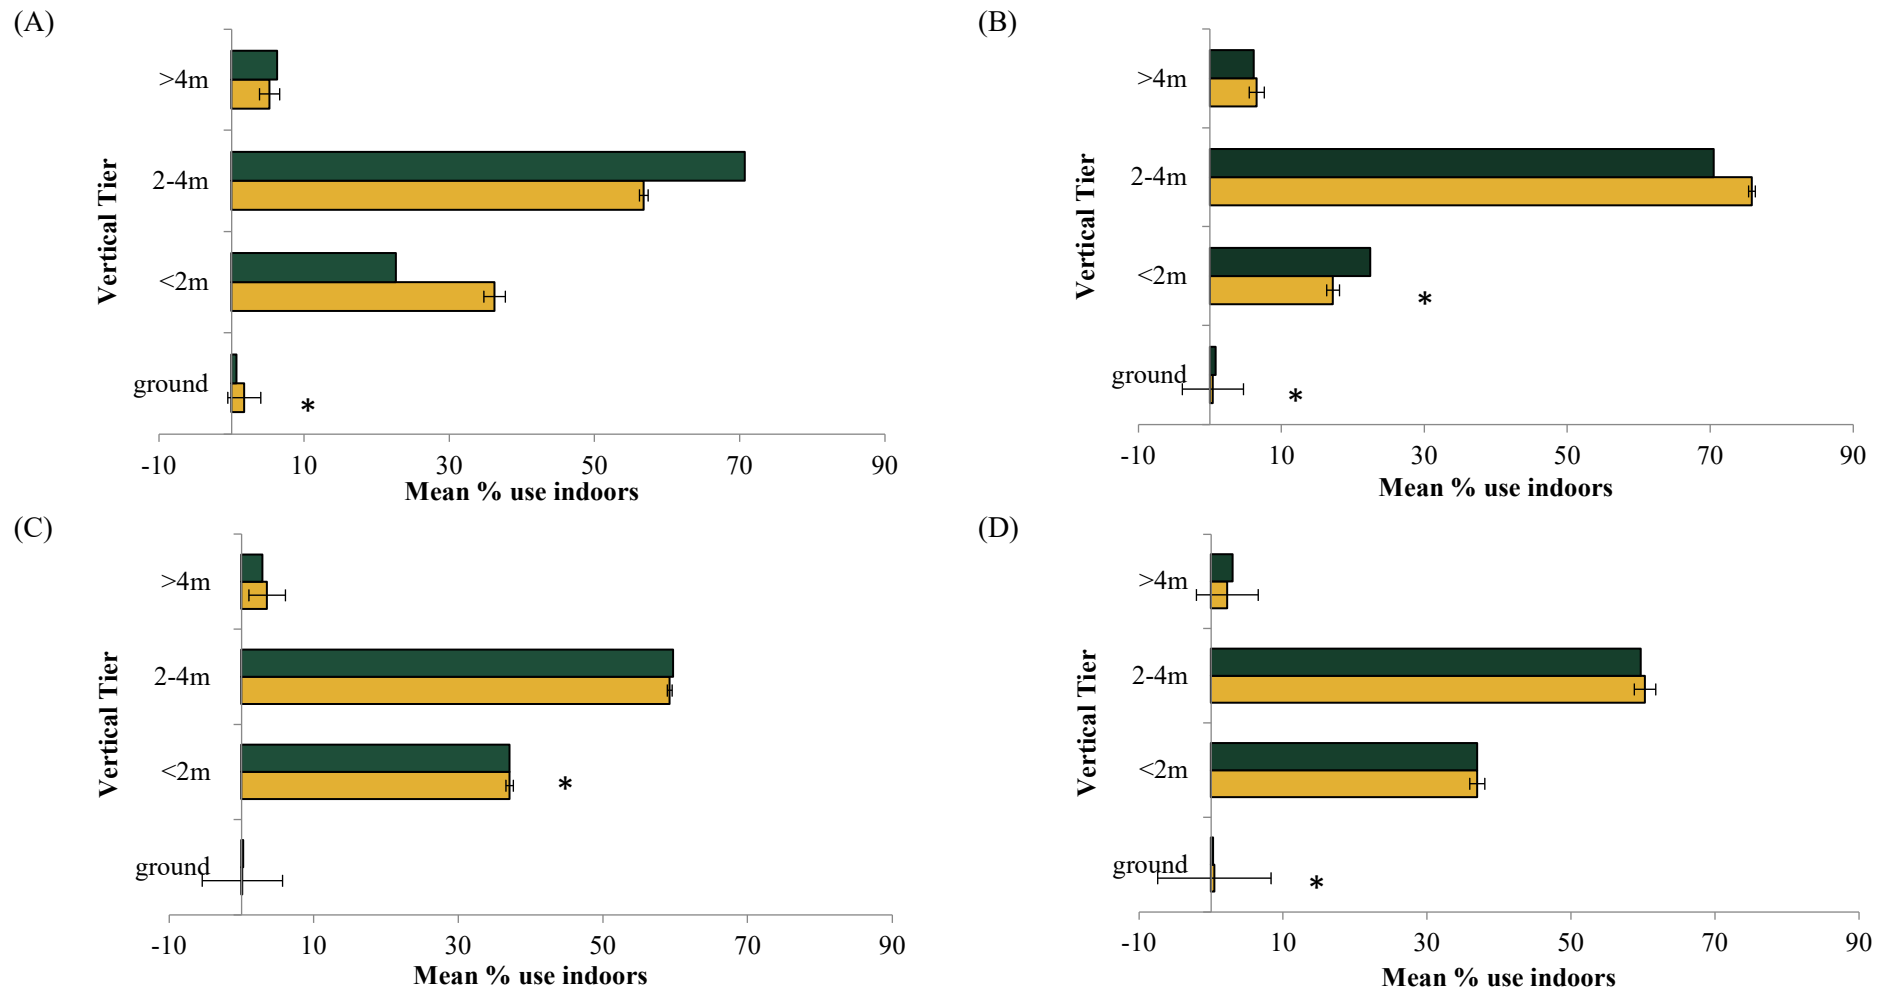 (A)
>4m
2-4m
<2m
ground
*
Vertical Tier
-10 10 30 50 70 90
Mean % use indoors
(B)
>4m
2-4m
<2m
*
ground
*
Vertical Tier
-10 10 30 50 70 90
Mean % use indoors
(C)
>4m
2-4m
<2m
*
ground
Vertical Tier
-10 10 30 50 70 90
Mean % use indoors
(D)
>4m
2-4m
<2m
ground
*
Vertical Tier
-10 10 30 50 70 90
Mean % use indoors